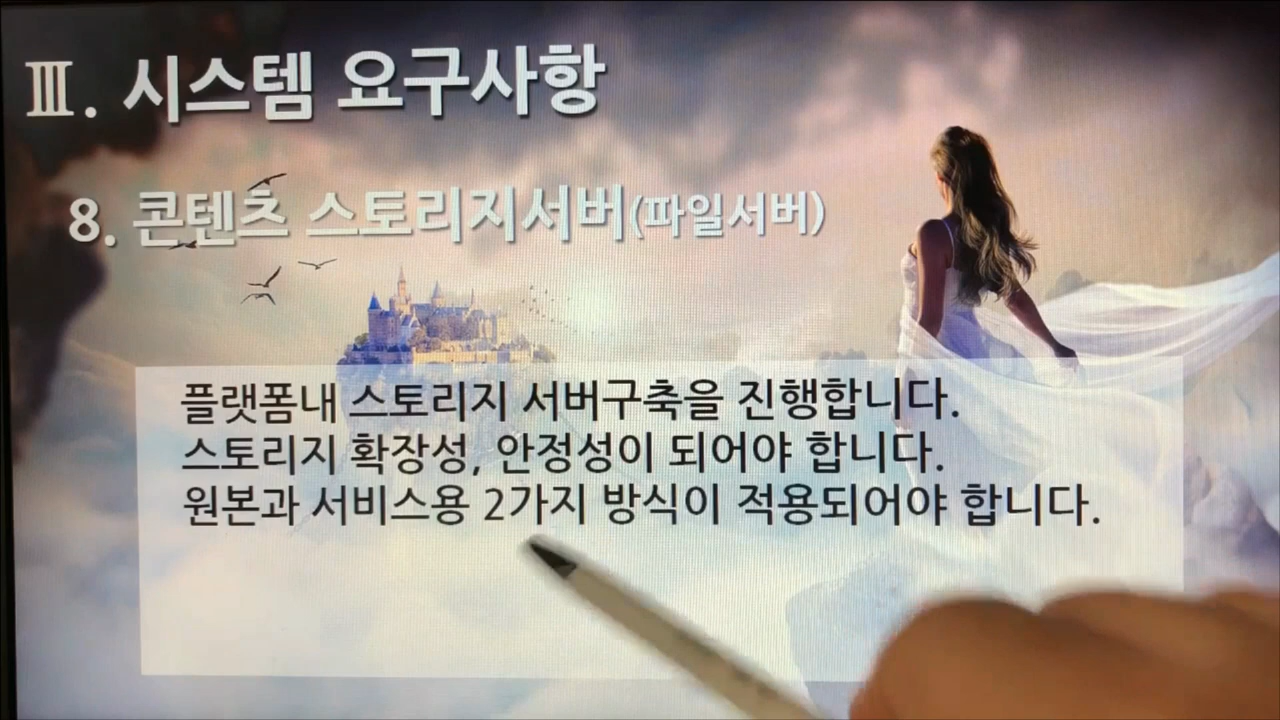 Ⅲ. 시스템 요구사항
8. 콘텐츠 스토리지서버(파일서버)
플랫폼내 스토리지 서버구축을 진행합니다.
스토리지 확장성, 안정성이 되어야 합니다.
원본과 서비스용 2가지 방식이 적용되어야 합니다.